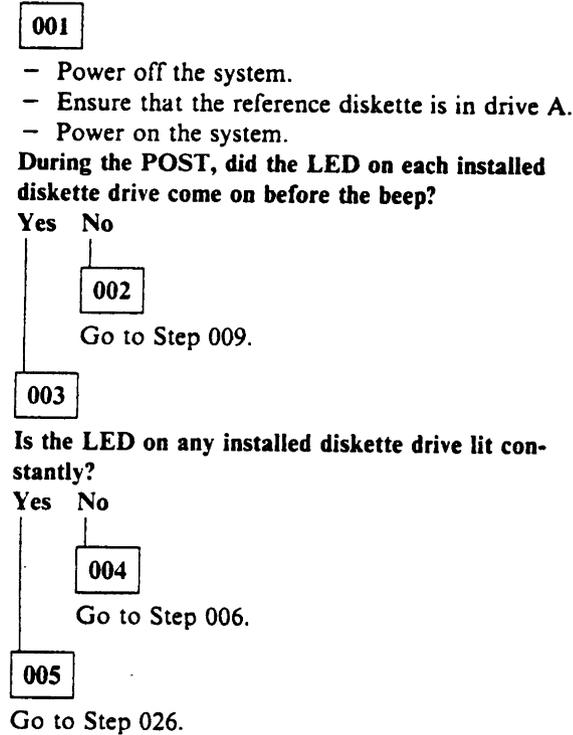 001
– Power off the system.
– Ensure that the reference diskette is in drive A.
– Power on the system.
During the POST, did the LED on each installed
diskette drive come on before the beep?
Yes No
002
Go to Step 009.
003
Is the LED on any installed diskette drive lit con-
stantly?
Yes No
004
Go to Step 006.
005
Go to Step 026.